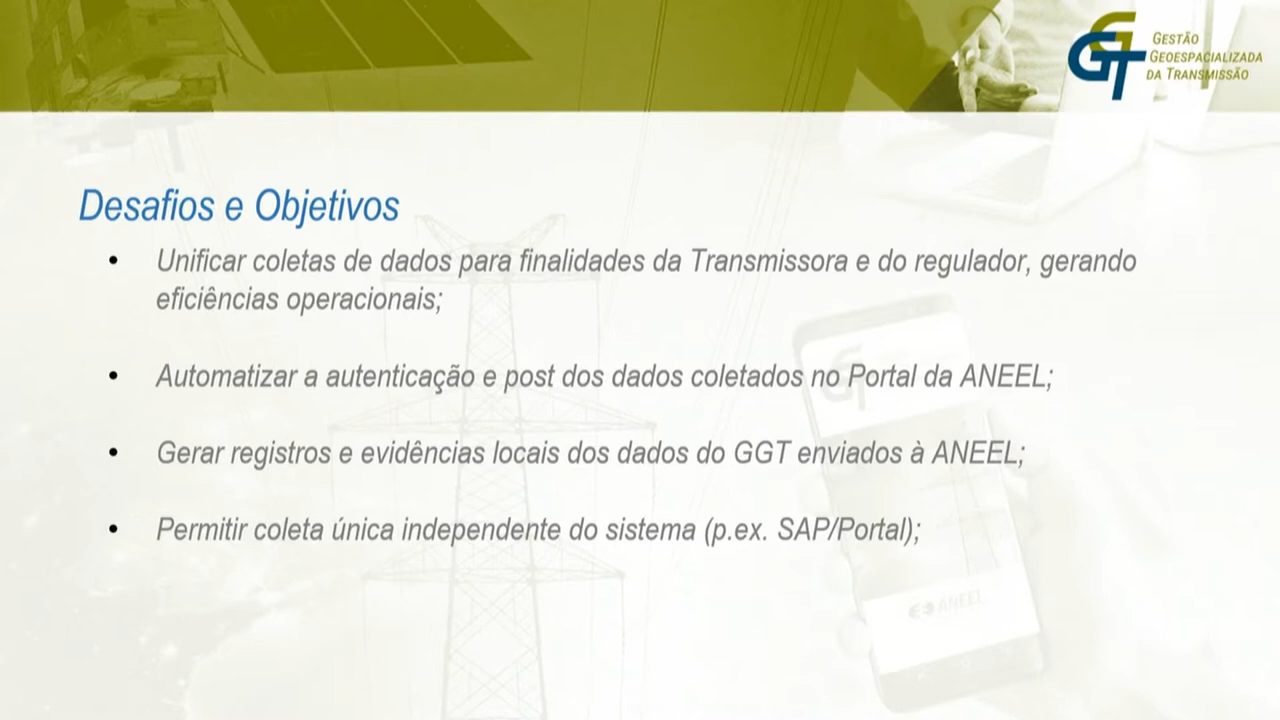 GGT
GESTÃO
GEOESPACIALIZADA
DA TRANSMISSÃO
Desafios e Objetivos
• Unificar coletas de dados para finalidades da Transmissora e do regulador, gerando
eficiências operacionais;
• Automatizar a autenticação e post dos dados coletados no Portal da ANEEL;
• Gerar registros e evidências locais dos dados do GGT enviados à ANEEL;
• Permitir coleta única independente do sistema (p.ex. SAP/Portal);
ANEEL